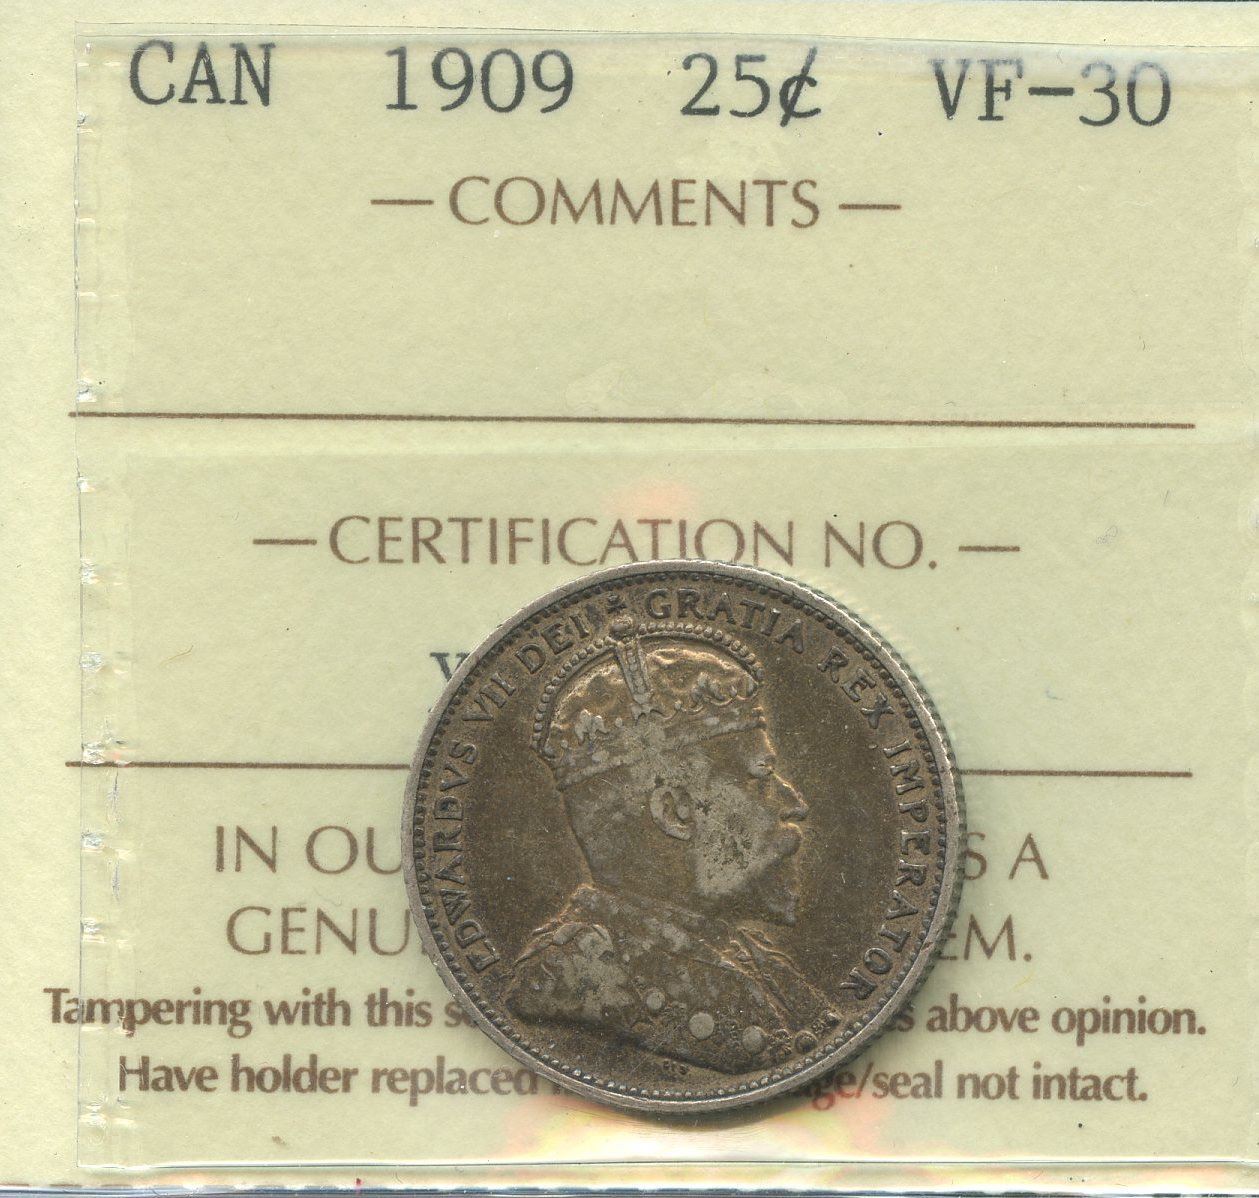 CAN 1909 25¢ VF-30
— COMMENTS —
— CERTIFICATION NO. —
EDWARDVS VII DEI GRATIA REX IMPERATOR
IN OU S A
GENU EM.
Tampering with this s s above opinion.
Have holder replaced ge/seal not intact.